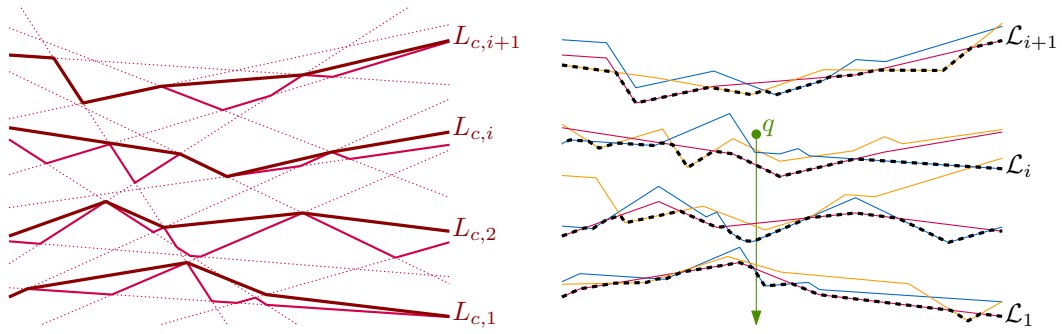 L_{c,i+1}
L_{c,i}
L_{c,2}
L_{c,1}
ℒ_{i+1}
q
ℒ_i
ℒ_1